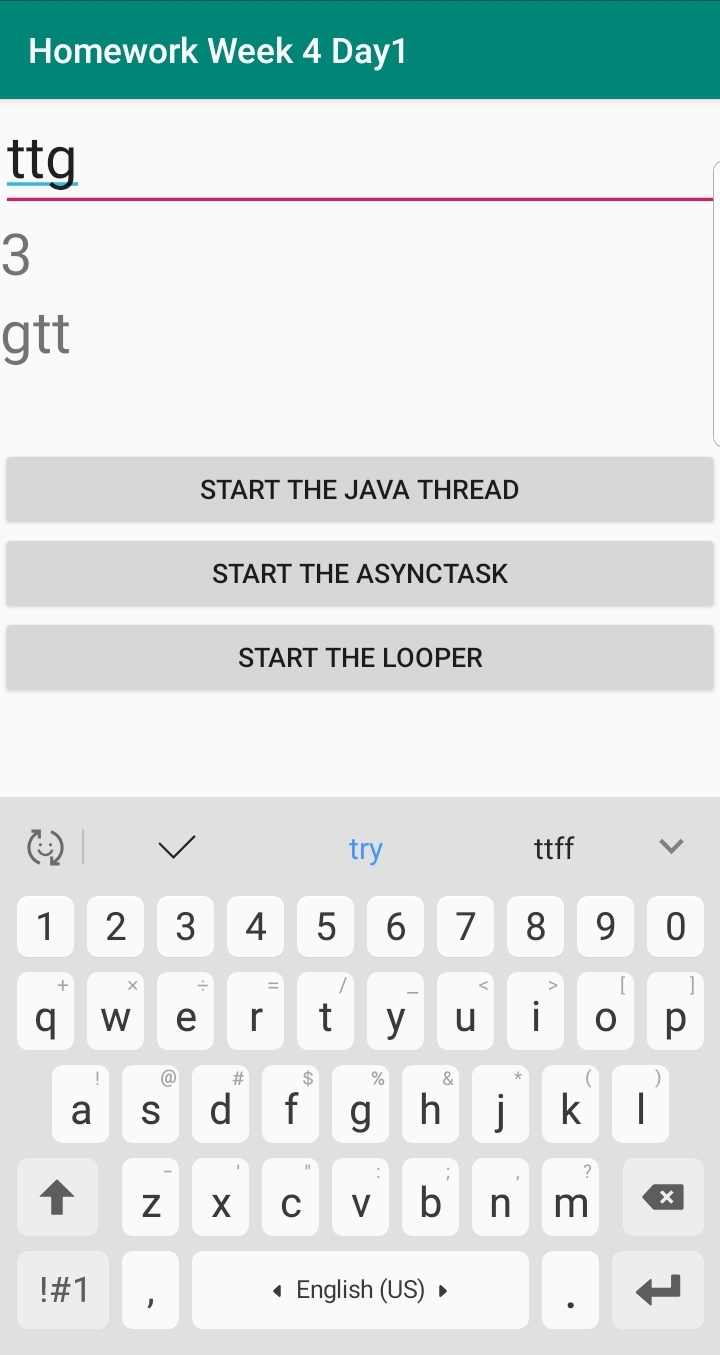 Homework Week 4 Day1
ttg
3
gtt
START THE JAVA THREAD
START THE ASYNCTASK
START THE LOOPER
try ttff
1 2 3 4 5 6 7 8 9 0
+ × ÷ = / _ < > [ ]
q w e r t y u i o p
! @ # $ % & * ( )
a s d f g h j k l
- ' " : ; , ?
z x c v b n m
!#1 , English (US) .